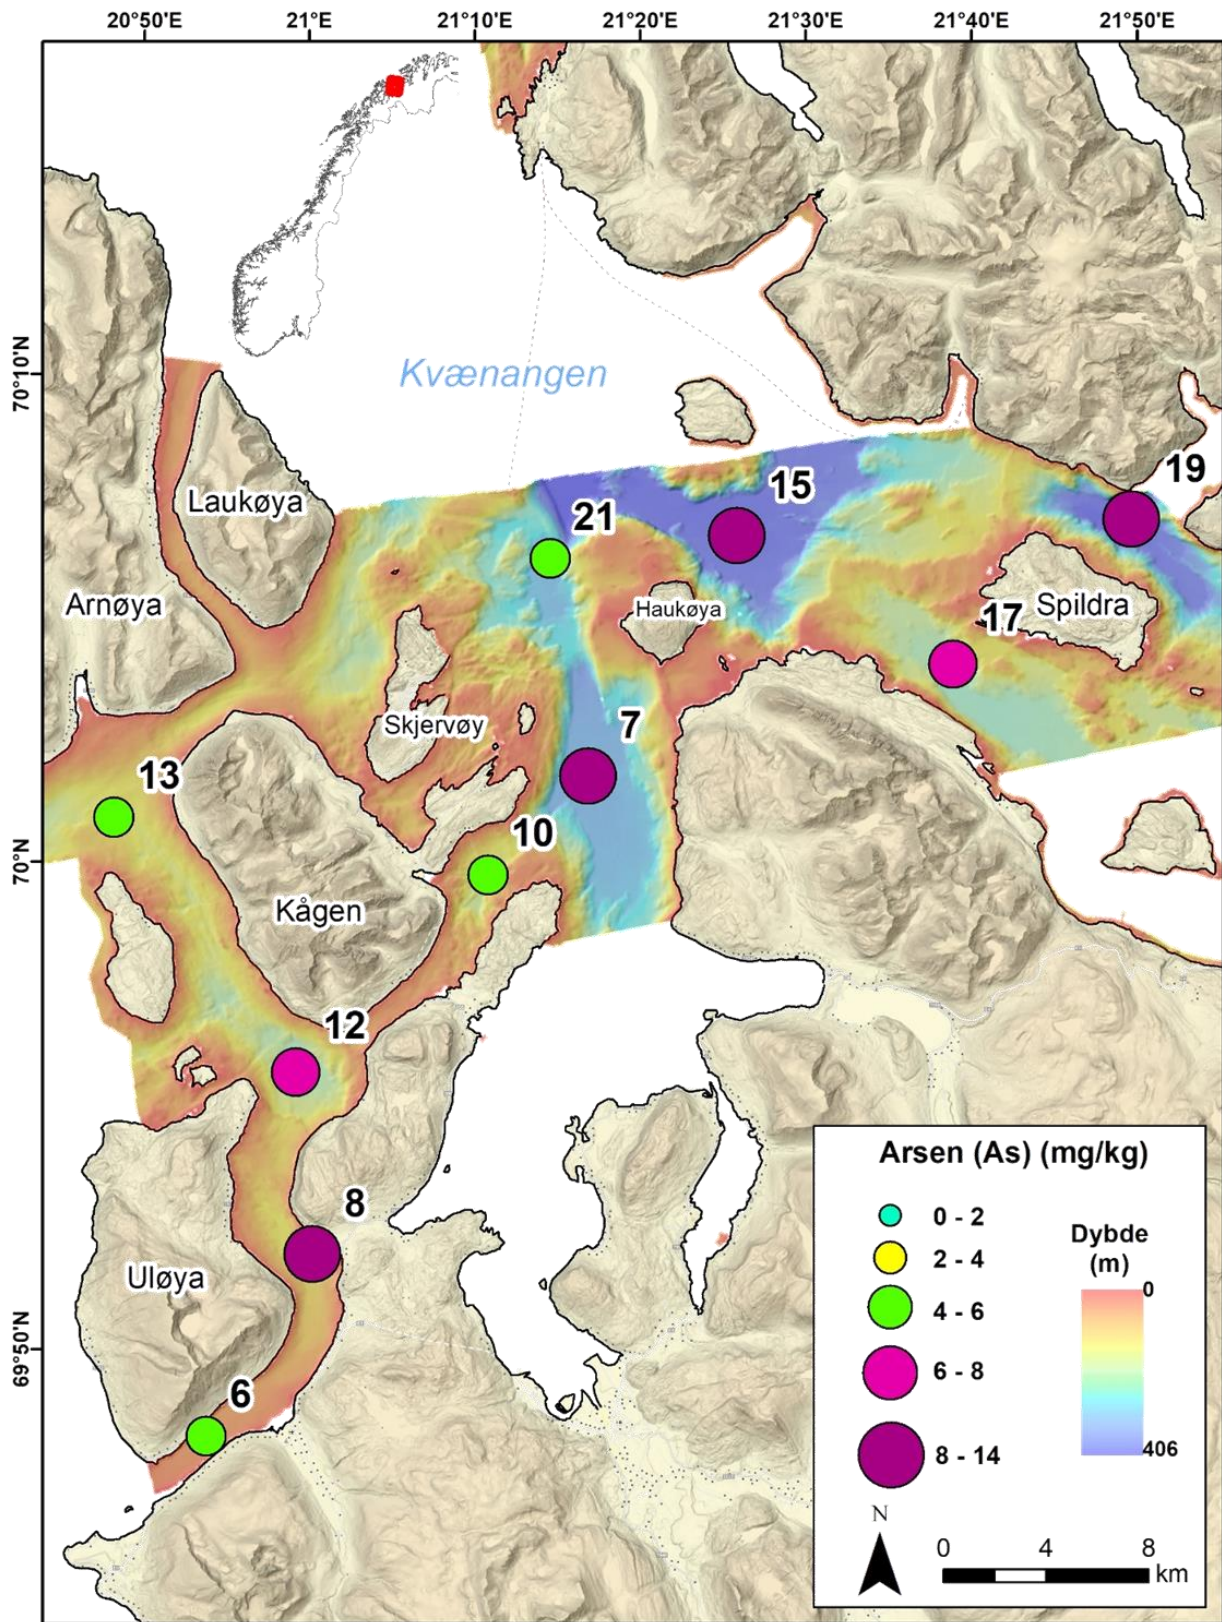 20°50'E 21°E 21°10'E 21°20'E 21°30'E 21°40'E 21°50'E
70°10'N
Kvænangen
19
15
Laukøya
21
Arnøya
Haukøya
17
Spildra
Skjervøy
7
13
10
70°N
Kågen
12
8
Uløya
69°50'N
6
Arsen (As) (mg/kg)
0 - 2
2 - 4
4 - 6
6 - 8
8 - 14
Dybde
(m)
0
406
N
0 4 8
km